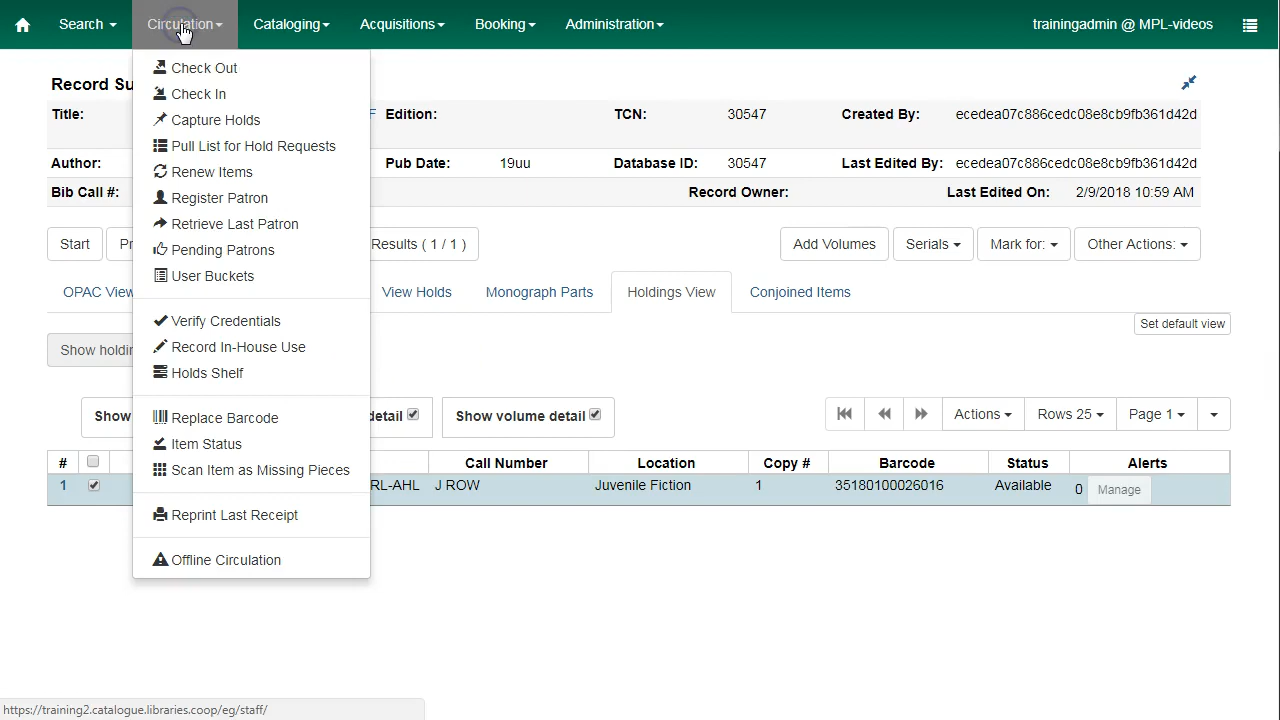 Search Circulation Cataloging Acquisitions Booking Administration trainingadmin @ MPL-videos
Check Out
Check In
Capture Holds
Pull List for Hold Requests
Renew Items
Register Patron
Retrieve Last Patron
Pending Patrons
User Buckets
Verify Credentials
Record In-House Use
Holds Shelf
Replace Barcode
Item Status
Scan Item as Missing Pieces
Reprint Last Receipt
Offline Circulation
Record Su
Title: F Edition: TCN: 30547 Created By: ecedea07c886cedc08e8cb9fb361d42d
Author: Pub Date: 19uu Database ID: 30547 Last Edited By: ecedea07c886cedc08e8cb9fb361d42d
Bib Call #: Record Owner: Last Edited On: 2/9/2018 10:59 AM
Start Pr Results ( 1 / 1 ) Add Volumes Serials Mark for: Other Actions:
OPAC View View Holds Monograph Parts Holdings View Conjoined Items
Set default view
Show holdin
Show detail Show volume detail Actions Rows 25 Page 1
# Call Number Location Copy # Barcode Status Alerts
1 RL-AHL J ROW Juvenile Fiction 1 35180100026016 Available 0 Manage
https://training2.catalogue.libraries.coop/eg/staff/